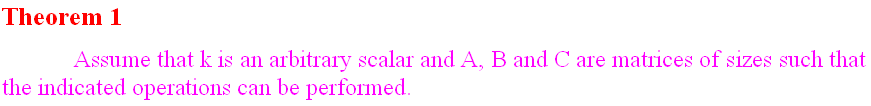 Theorem 1
Assume that k is an arbitrary scalar and A, B and C are matrices of sizes such that
the indicated operations can be performed.